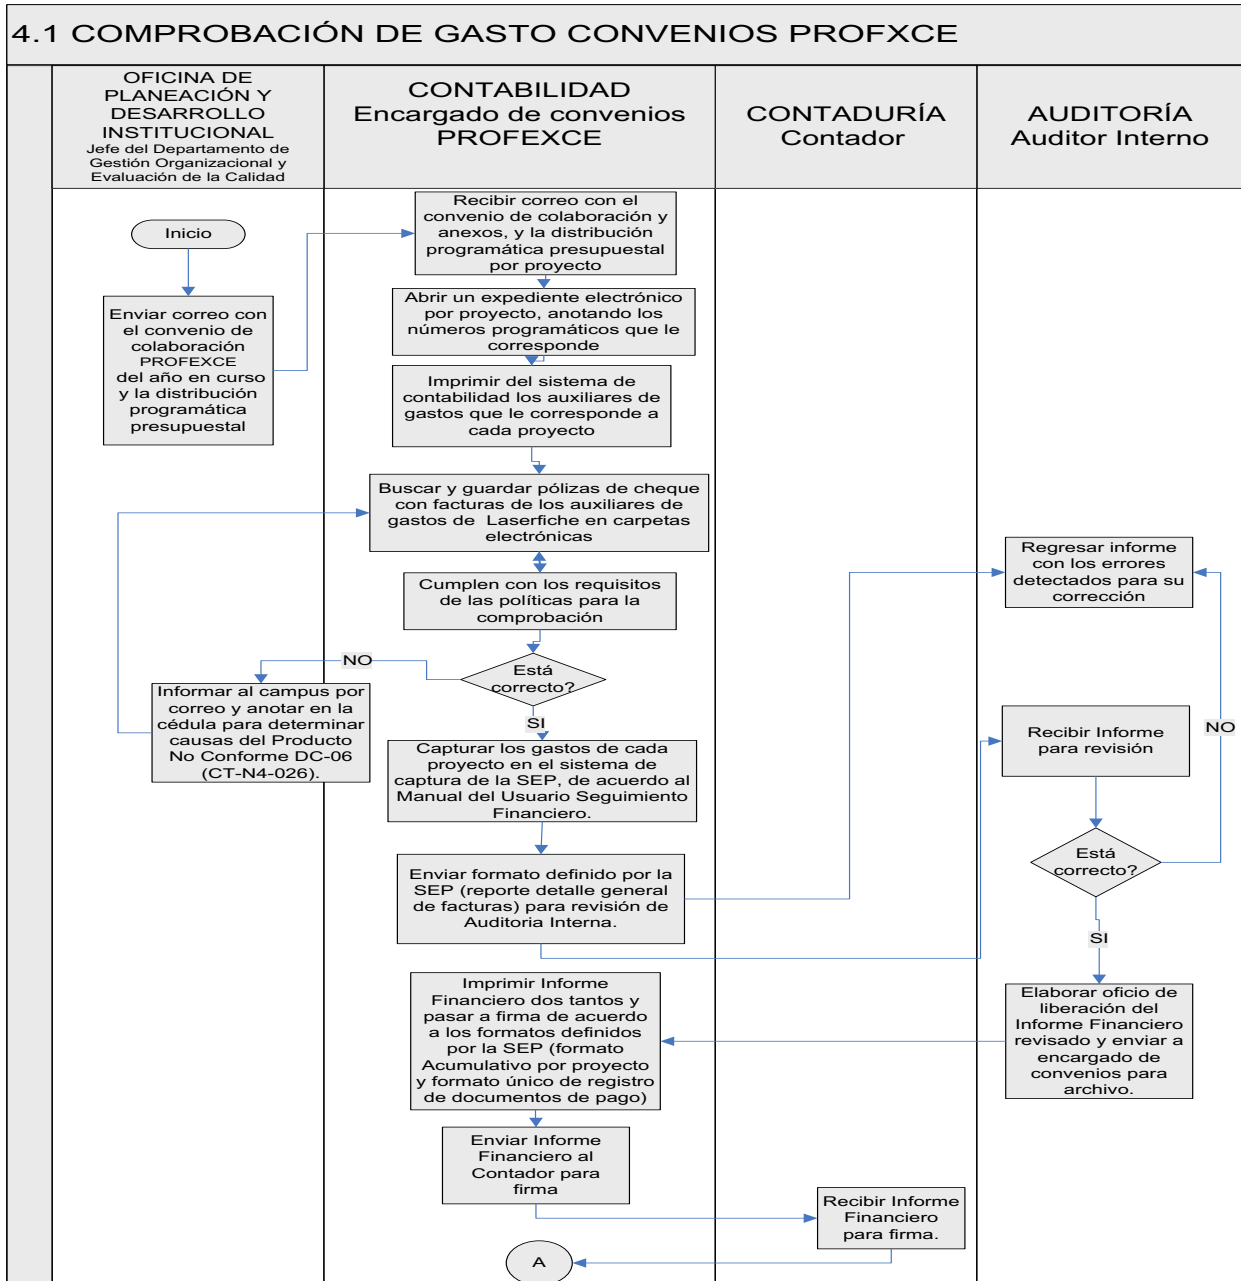 4.1 COMPROBACIÓN DE GASTO CONVENIOS PROFXCE
OFICINA DE
PLANEACIÓN Y
DESARROLLO
INSTITUCIONAL
Jefe del Departamento de
Gestión Organizacional y
Evaluación de la Calidad
CONTABILIDAD
Encargado de convenios
PROFEXCE
CONTADURÍA
Contador
AUDITORÍA
Auditor Interno
Inicio
Enviar correo con
el convenio de
colaboración
PROFEXCE
del año en curso
y la distribución
programática
presupuestal
Recibir correo con el
convenio de colaboración y
anexos, y la distribución
programática presupuestal
por proyecto
Abrir un expediente electrónico
por proyecto, anotando los
números programáticos que le
corresponde
Imprimir del sistema de
contabilidad los auxiliares de
gastos que le corresponde a
cada proyecto
Buscar y guardar pólizas de cheque
con facturas de los auxiliares de
gastos de Laserfiche en carpetas
electrónicas
Cumplen con los requisitos
de las políticas para la
comprobación
Está
correcto?
NO
Informar al campus por
correo y anotar en la
cédula para determinar
causas del Producto
No Conforme DC-06
(CT-N4-026).
SI
Capturar los gastos de cada
proyecto en el sistema de
captura de la SEP, de acuerdo al
Manual del Usuario Seguimiento
Financiero.
Enviar formato definido por la
SEP (reporte detalle general
de facturas) para revisión de
Auditoria Interna.
Regresar informe
con los errores
detectados para su
corrección
Recibir Informe
para revisión
NO
Está
correcto?
SI
Elaborar oficio de
liberación del
Informe Financiero
revisado y enviar a
encargado de
convenios para
archivo.
Imprimir Informe
Financiero dos tantos y
pasar a firma de acuerdo
a los formatos definidos
por la SEP (formato
Acumulativo por proyecto
y formato único de registro
de documentos de pago)
Enviar Informe
Financiero al
Contador para
firma
Recibir Informe
Financiero
para firma.
A